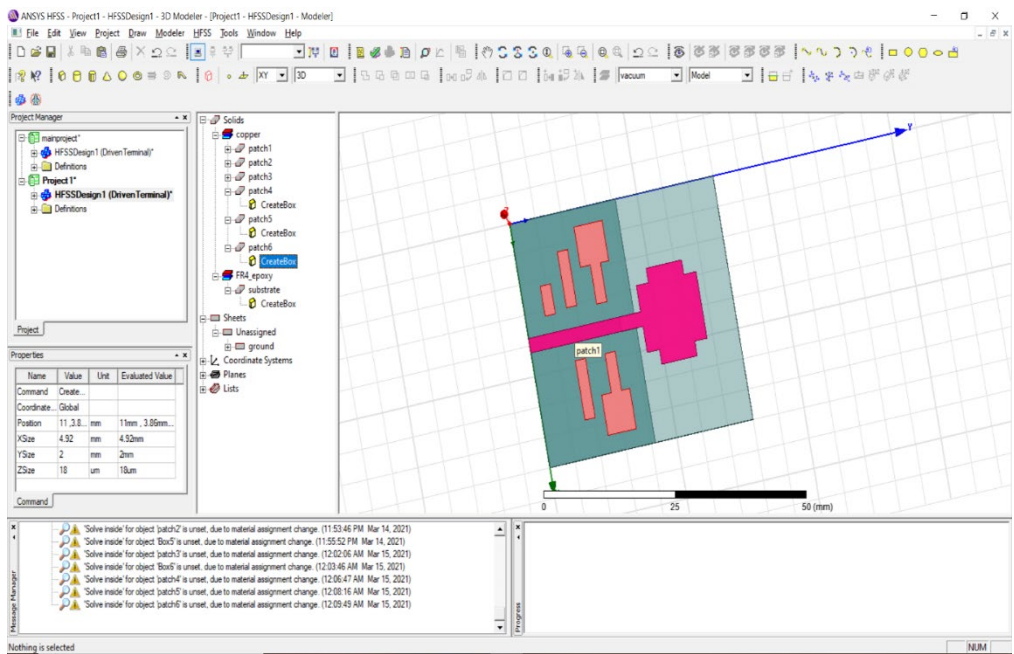 ANSYS HFSS - Project1 - HFSSDesign1 - 3D Modeler - [Project1 - HFSSDesign1 - Modeler]
File Edit View Project Draw Modeler HFSS Tools Window Help
XY 3D vacuum Model
Project Manager
mainproject*
HFSSDesign1 (DrivenTerminal)*
Definitions
Project1*
HFSSDesign1 (DrivenTerminal)*
Definitions
Project
Properties
Name Value Unit Evaluated Value
Command Create...
Coordinate... Global
Position 11 ,3.8... mm 11mm , 3.86mm...
XSize 4.92 mm 4.92mm
YSize 2 mm 2mm
ZSize 18 um 18um
Command
Solids
copper
patch1
patch2
patch3
patch4
CreateBox
patch5
CreateBox
patch6
CreateBox
FR4_epoxy
substrate
CreateBox
Sheets
Unassigned
ground
Coordinate Systems
Planes
Lists
Y
patch1
0 25 50 (mm)
Message Manager
'Solve inside' for object 'patch2' is unset, due to material assignment change. (11:53:46 PM Mar 14, 2021)
'Solve inside' for object 'Box5' is unset, due to material assignment change. (11:55:52 PM Mar 14, 2021)
'Solve inside' for object 'patch3' is unset, due to material assignment change. (12:02:06 AM Mar 15, 2021)
'Solve inside' for object 'Box6' is unset, due to material assignment change. (12:03:46 AM Mar 15, 2021)
'Solve inside' for object 'patch4' is unset, due to material assignment change. (12:06:47 AM Mar 15, 2021)
'Solve inside' for object 'patch5' is unset, due to material assignment change. (12:08:16 AM Mar 15, 2021)
'Solve inside' for object 'patch6' is unset, due to material assignment change. (12:09:49 AM Mar 15, 2021)
Progress
Nothing is selected
NUM